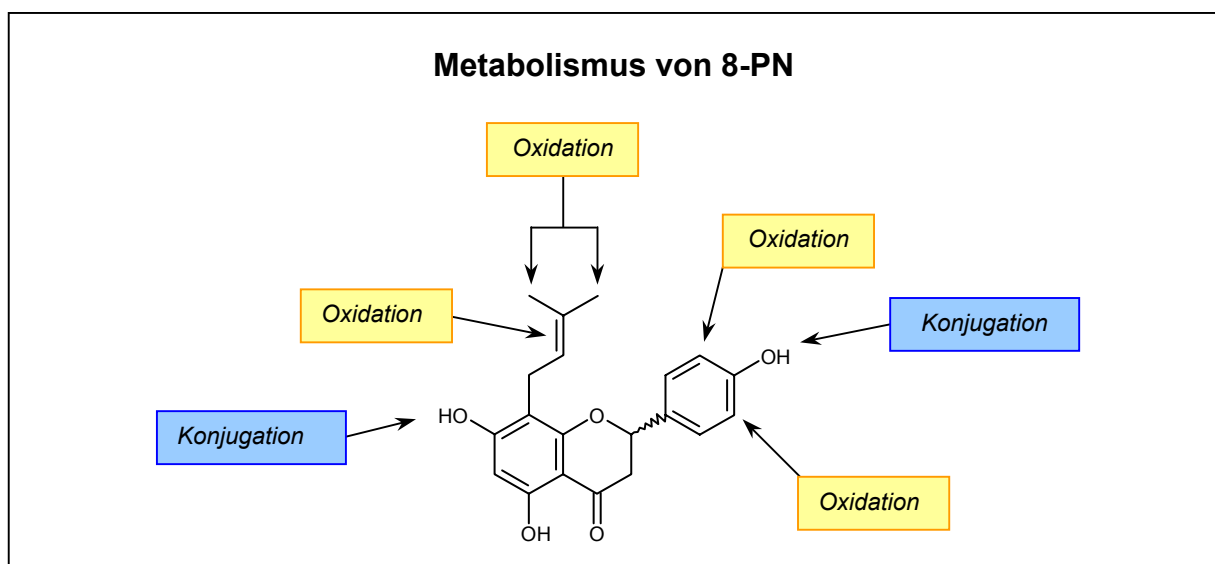 Metabolismus von 8-PN
Oxidation
Oxidation
Oxidation
Konjugation
OH
HO
O
Konjugation
Oxidation
OH
O